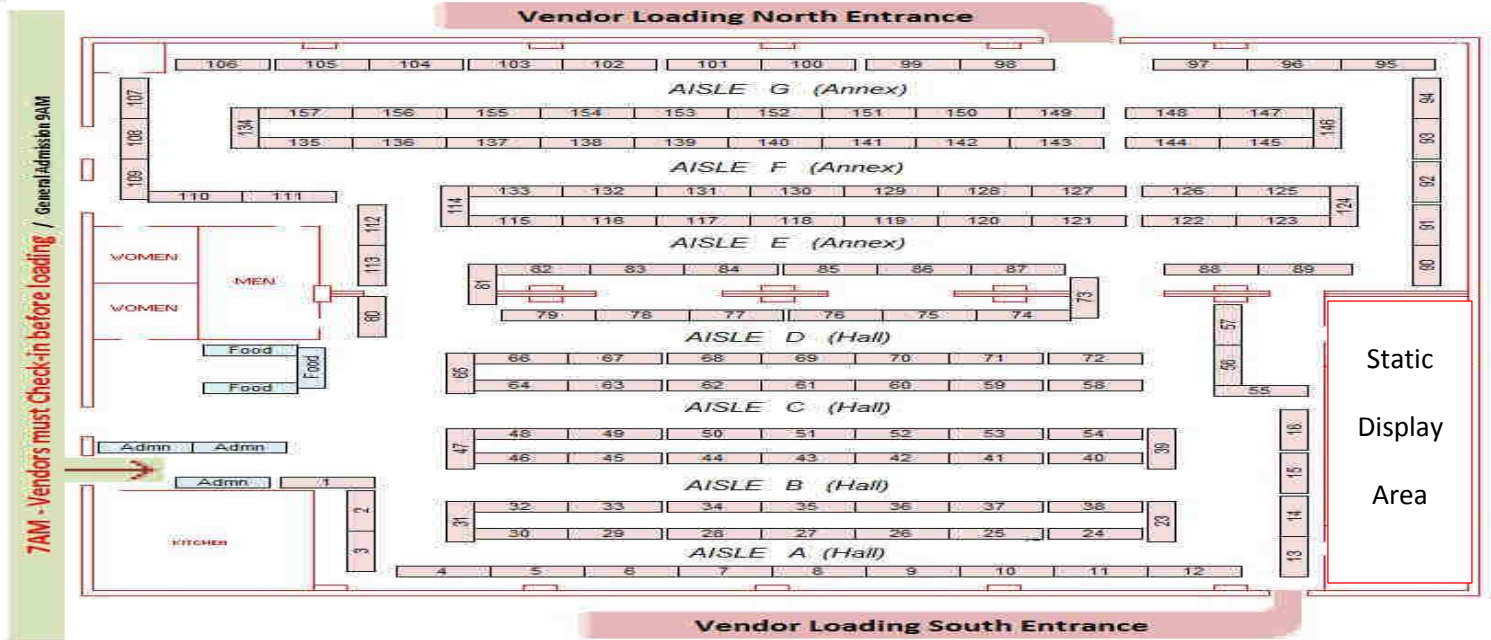 Vendor Loading North Entrance
7AM - Vendors must Check-in before loading / General Admission 9AM
106 105 104 103 102 101 100 99 98 97 96 95
AISLE G (Annex)
107
108
109
94
93
92
91
90
157 156 155 154 153 152 151 150 149 148 147
134
146
135 136 137 138 139 140 141 142 143 144 145
AISLE F (Annex)
110 111
133 132 131 130 129 128 127 126 125
114
124
115 116 117 118 119 120 121 122 123
112
113
AISLE E (Annex)
WOMEN
MEN
WOMEN
82 83 84 85 86 87 88 89
81
73
80
79 78 77 76 75 74
57
56
55
AISLE D (Hall)
Food
Food
Food
66 67 68 69 70 71 72
65
64 63 62 61 60 59 58
AISLE C (Hall)
Static
Display
Area
16
15
14
13
Admn Admn
48 49 50 51 52 53 54
47
39
46 45 44 43 42 41 40
Admn 1
AISLE B (Hall)
2
3
KITCHEN
32 33 34 35 36 37 38
31
23
30 29 28 27 26 25 24
AISLE A (Hall)
4 5 6 7 8 9 10 11 12
Vendor Loading South Entrance